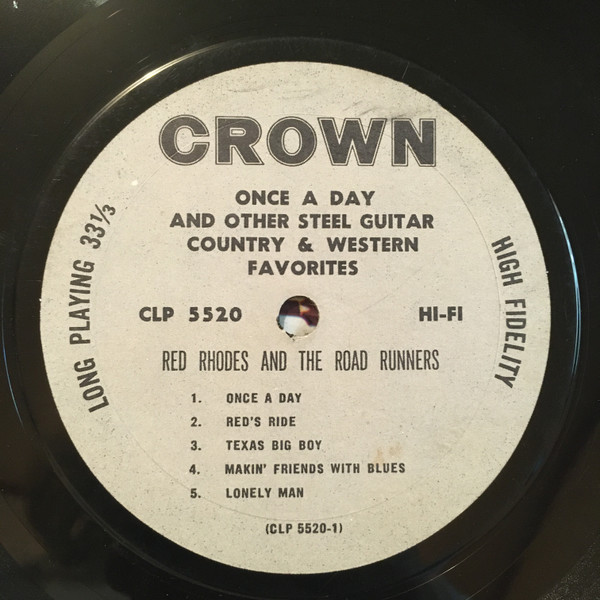 CROWN
ONCE A DAY
AND OTHER STEEL GUITAR
COUNTRY & WESTERN
FAVORITES
LONG PLAYING 33⅓
HIGH FIDELITY
CLP 5520
HI-FI
RED RHODES AND THE ROAD RUNNERS
1. ONCE A DAY
2. RED'S RIDE
3. TEXAS BIG BOY
4. MAKIN' FRIENDS WITH BLUES
5. LONELY MAN
(CLP 5520-1)